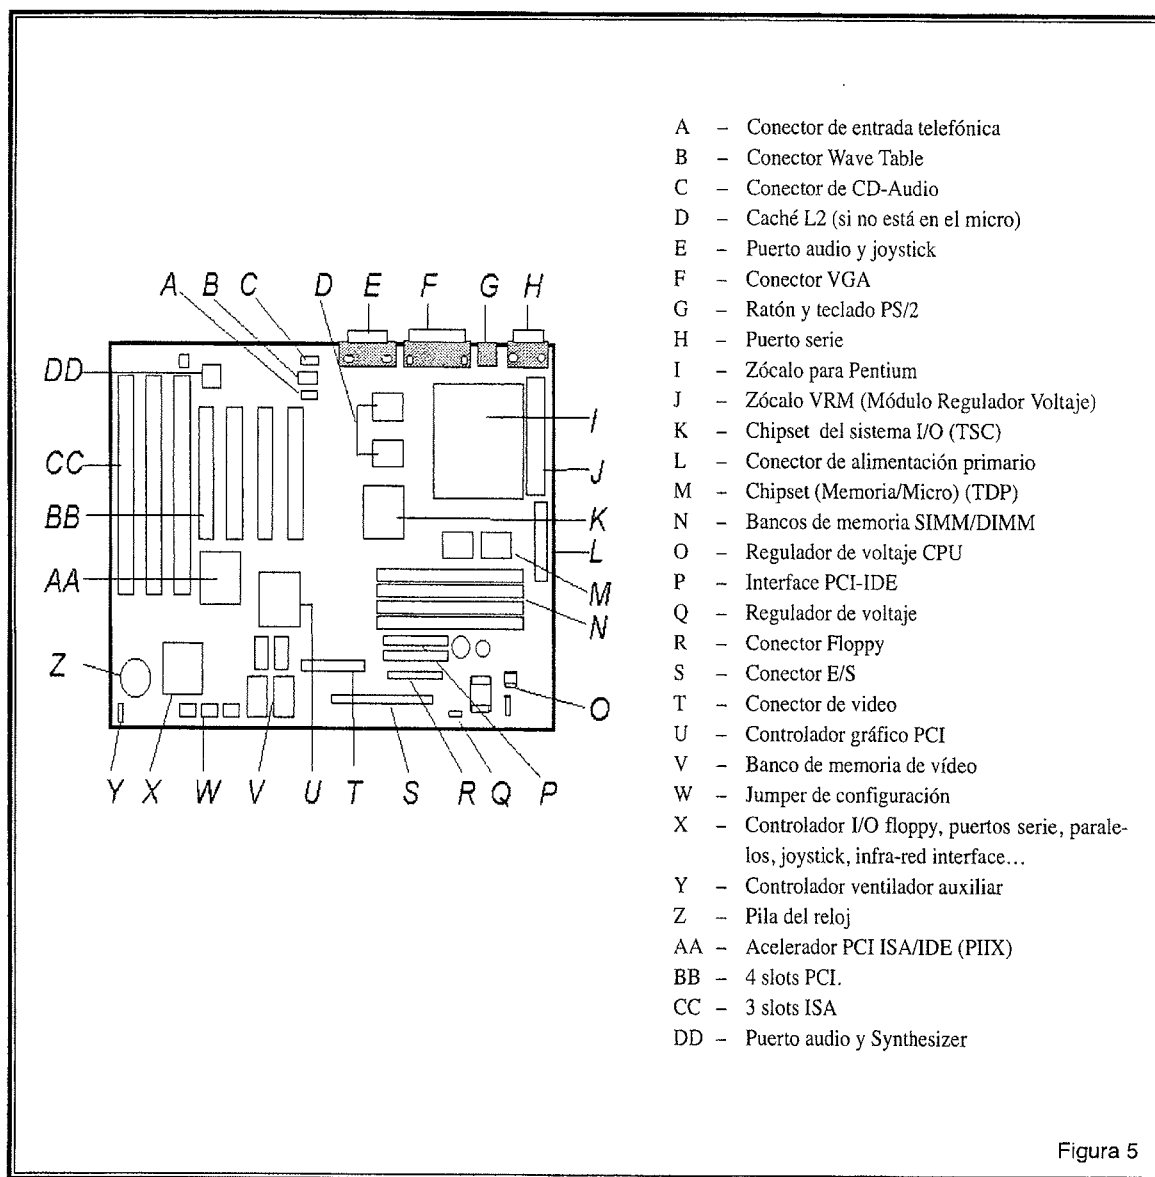 A B C D E F G H
DD
I
CC
J
BB
K
L
AA
M
N
Z
O
Y X W V U T S R Q P
A – Conector de entrada telefónica
B – Conector Wave Table
C – Conector de CD-Audio
D – Caché L2 (si no está en el micro)
E – Puerto audio y joystick
F – Conector VGA
G – Ratón y teclado PS/2
H – Puerto serie
I – Zócalo para Pentium
J – Zócalo VRM (Módulo Regulador Voltaje)
K – Chipset del sistema I/O (TSC)
L – Conector de alimentación primario
M – Chipset (Memoria/Micro) (TDP)
N – Bancos de memoria SIMM/DIMM
O – Regulador de voltaje CPU
P – Interface PCI-IDE
Q – Regulador de voltaje
R – Conector Floppy
S – Conector E/S
T – Conector de video
U – Controlador gráfico PCI
V – Banco de memoria de vídeo
W – Jumper de configuración
X – Controlador I/O floppy, puertos serie, parale-
los, joystick, infra-red interface...
Y – Controlador ventilador auxiliar
Z – Pila del reloj
AA – Acelerador PCI ISA/IDE (PIIX)
BB – 4 slots PCI.
CC – 3 slots ISA
DD – Puerto audio y Synthesizer
Figura 5